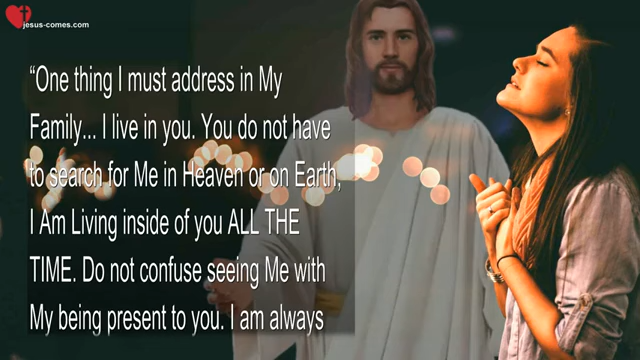 jesus-comes.com
“One thing I must address in My
Family... I live in you. You do not have
to search for Me in Heaven or on Earth,
I Am Living inside of you ALL THE
TIME. Do not confuse seeing Me with
My being present to you. I am always